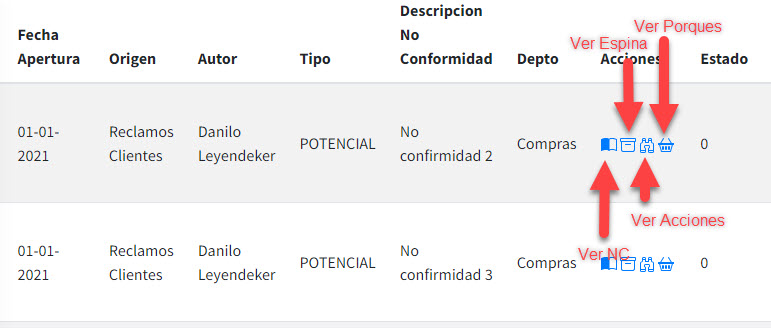 Fecha Apertura
Origen
Autor
Tipo
Descripcion No Conformidad
Depto
Acciones
Estado
Ver Espina
Ver Porques
01-01-2021
Reclamos Clientes
Danilo Leyendeker
POTENCIAL
No confirmidad 2
Compras
0
Ver Acciones
Ver NC
01-01-2021
Reclamos Clientes
Danilo Leyendeker
POTENCIAL
No confirmidad 3
Compras
0